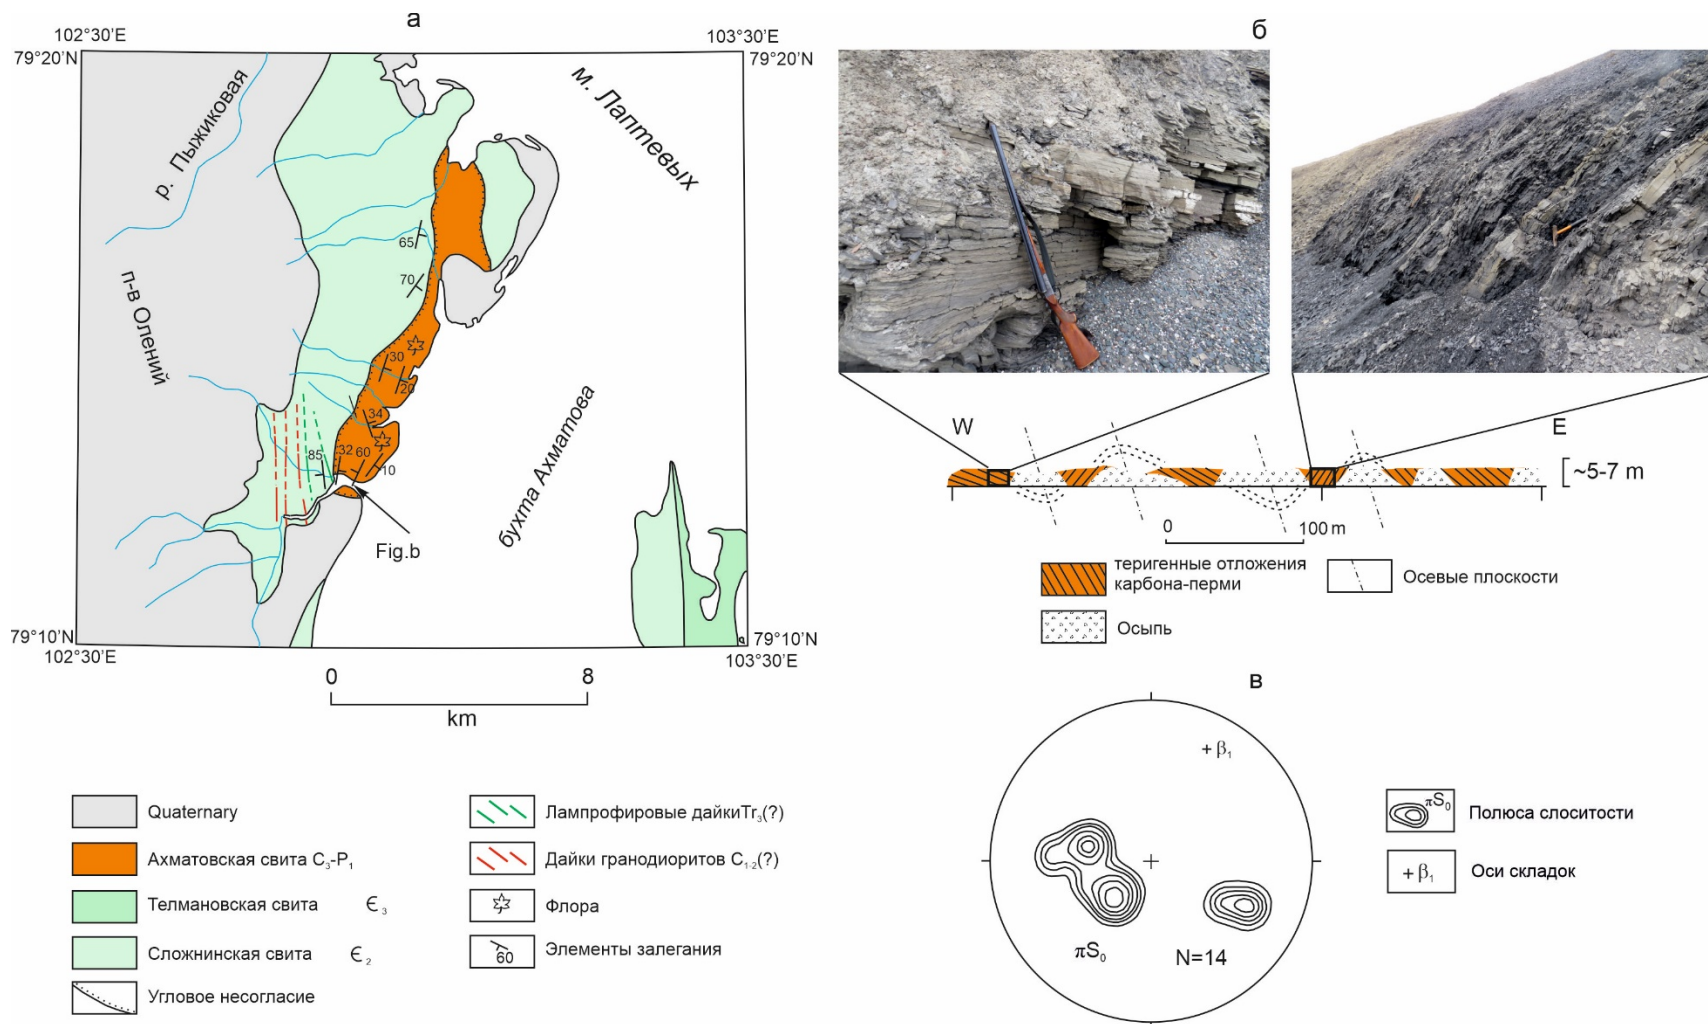 а
102°30'E
103°30'E
79°20'N
79°20'N
р. Пыжиковая
м. Лаптевых
п-в Олений
65
70
30
20
34
32
60
10
85
бухта Ахматова
Fig.b
79°10'N
79°10'N
102°30'E
103°30'E
0
8
km
Quaternary
Ахматовская свита C₃-P₁
Телмановская свита Є₃
Сложнинская свита Є₂
Угловое несогласие
Лампрофировые дайкиTr₃(?)
Дайки гранодиоритов C₁₋₂(?)
Флора
60
Элементы залегания
б
W
E
~5-7 m
0
100 m
теригенные отложения
карбона-перми
Осевые плоскости
Осыпь
в
+ β₁
πS₀
N=14
πS₀
Полюса слоситости
+ β₁
Оси складок